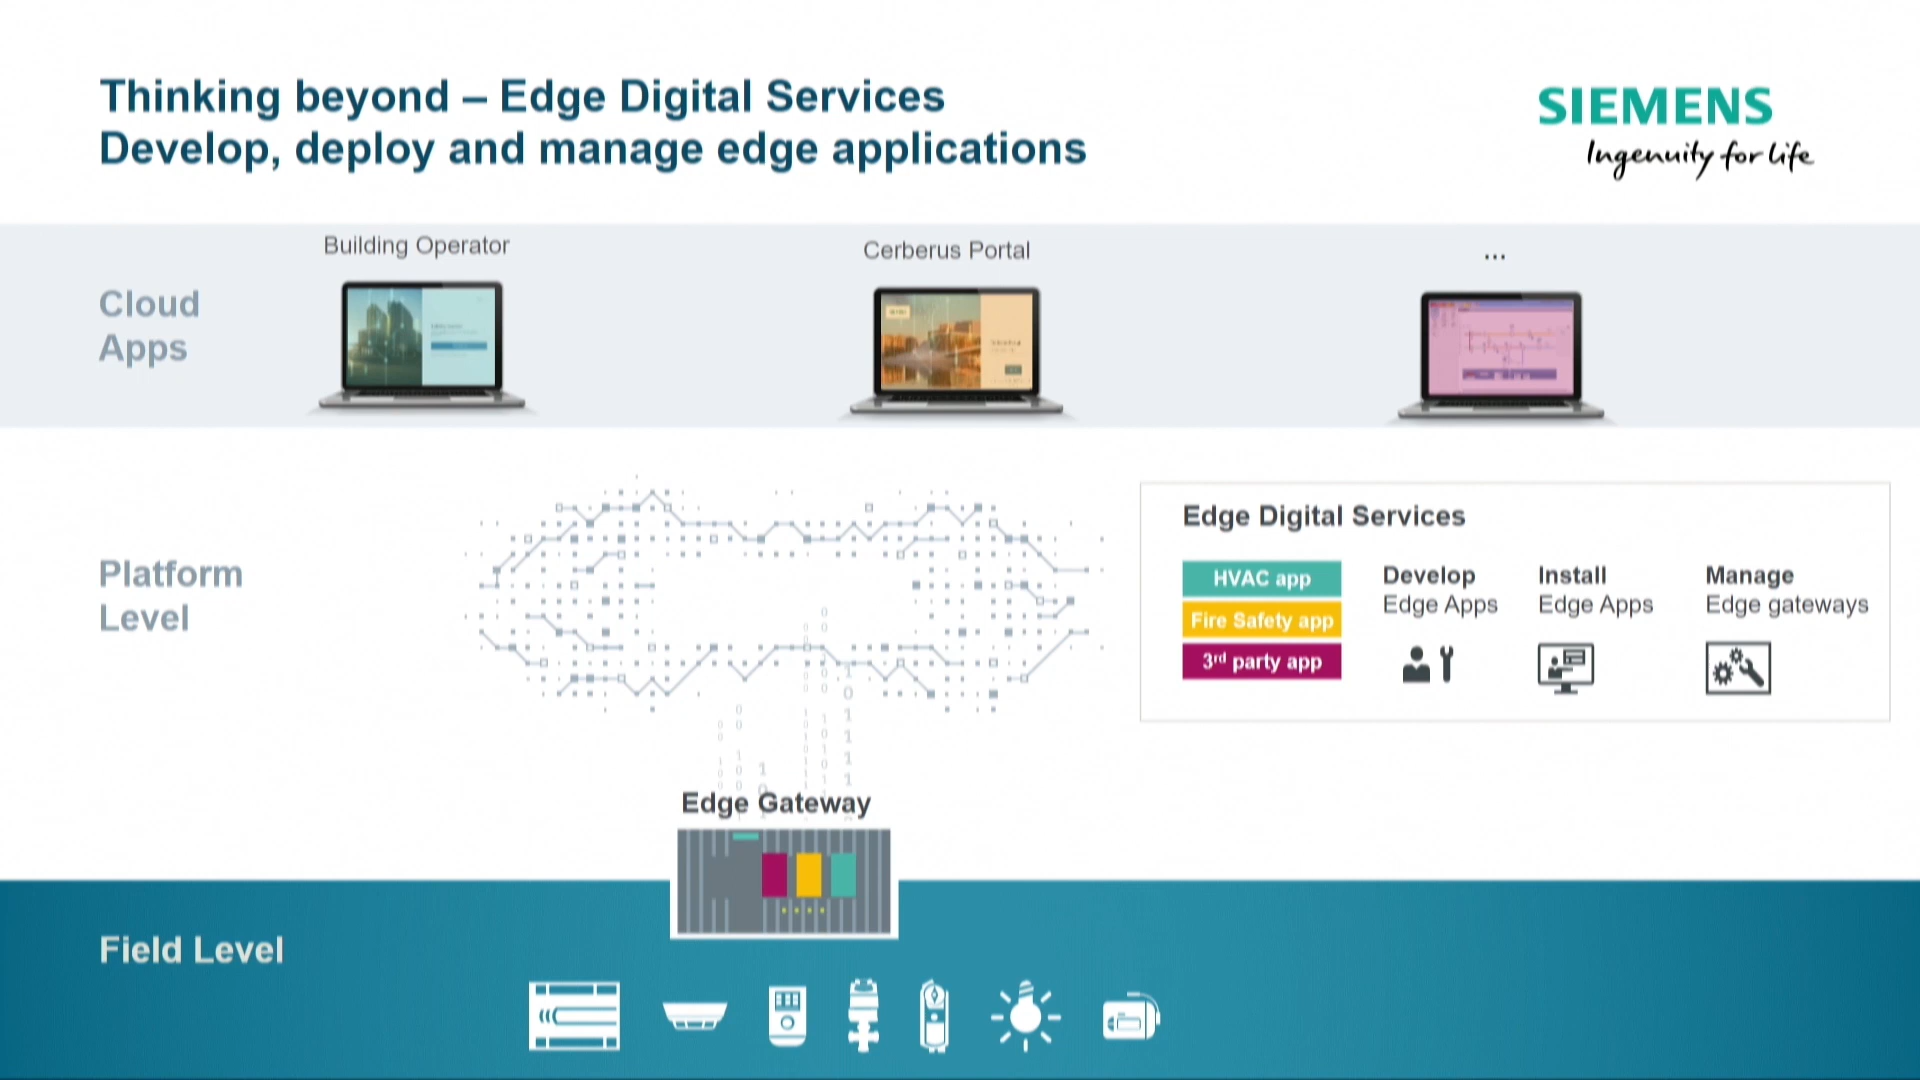 Thinking beyond – Edge Digital Services
Develop, deploy and manage edge applications
SIEMENS
Ingenuity for life
Building Operator
Cerberus Portal
...
Cloud
Apps
Platform
Level
Edge Digital Services
HVAC app
Fire Safety app
3rd party app
Develop
Edge Apps
Install
Edge Apps
Manage
Edge gateways
Edge Gateway
Field Level